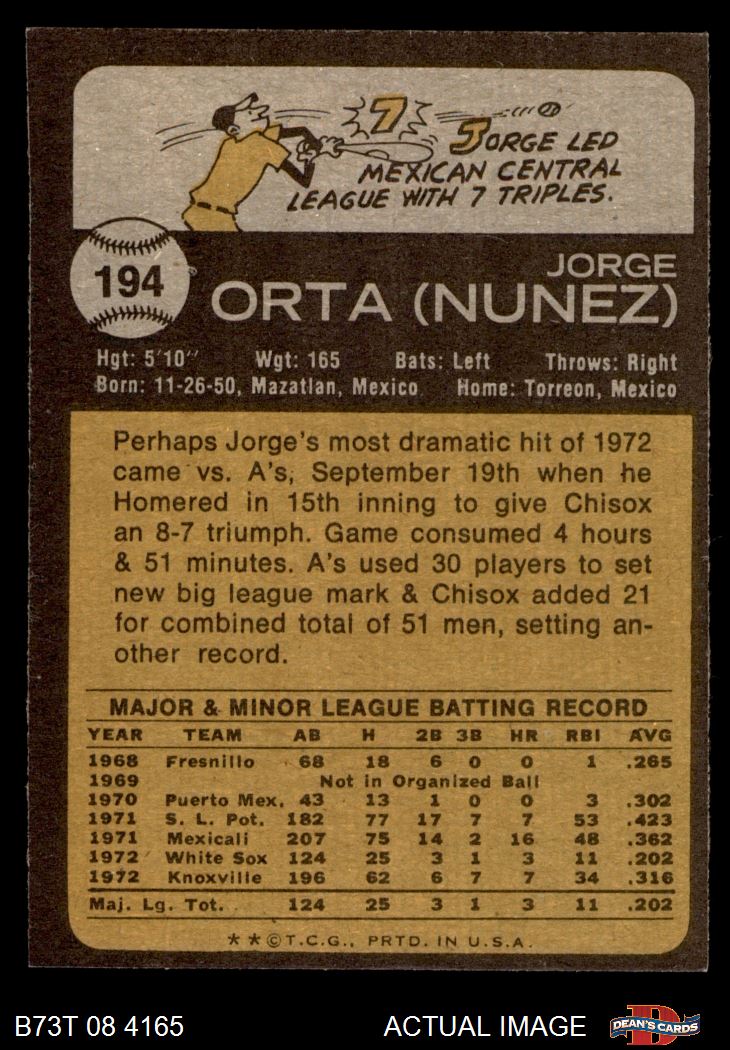 7
JORGE LED
MEXICAN CENTRAL
LEAGUE WITH 7 TRIPLES.
194
JORGE
ORTA (NUNEZ)
Hgt: 5'10" Wgt: 165 Bats: Left Throws: Right
Born: 11-26-50, Mazatlan, Mexico Home: Torreon, Mexico
Perhaps Jorge's most dramatic hit of 1972
came vs. A's, September 19th when he
Homered in 15th inning to give Chisox
an 8-7 triumph. Game consumed 4 hours
& 51 minutes. A's used 30 players to set
new big league mark & Chisox added 21
for combined total of 51 men, setting an-
other record.
MAJOR & MINOR LEAGUE BATTING RECORD
YEAR TEAM AB H 2B 3B HR RBI AVG
1968 Fresnillo 68 18 6 0 0 1 .265
1969 Not in Organized Ball
1970 Puerto Mex. 43 13 1 0 0 3 .302
1971 S. L. Pot. 182 77 17 7 7 53 .423
1971 Mexicali 207 75 14 2 16 48 .362
1972 White Sox 124 25 3 1 3 11 .202
1972 Knoxville 196 62 6 7 7 34 .316
Maj. Lg. Tot. 124 25 3 1 3 11 .202
**©T.C.G., PRTD. IN U.S.A.
B73T 08 4165 ACTUAL IMAGE
D
DEAN'S CARDS